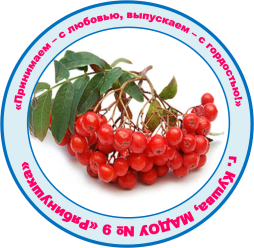 «Принимаем – с любовью, выпускаем – с гордостью!»
г. Кушва, МАДОУ № 9 «Рябинушка»